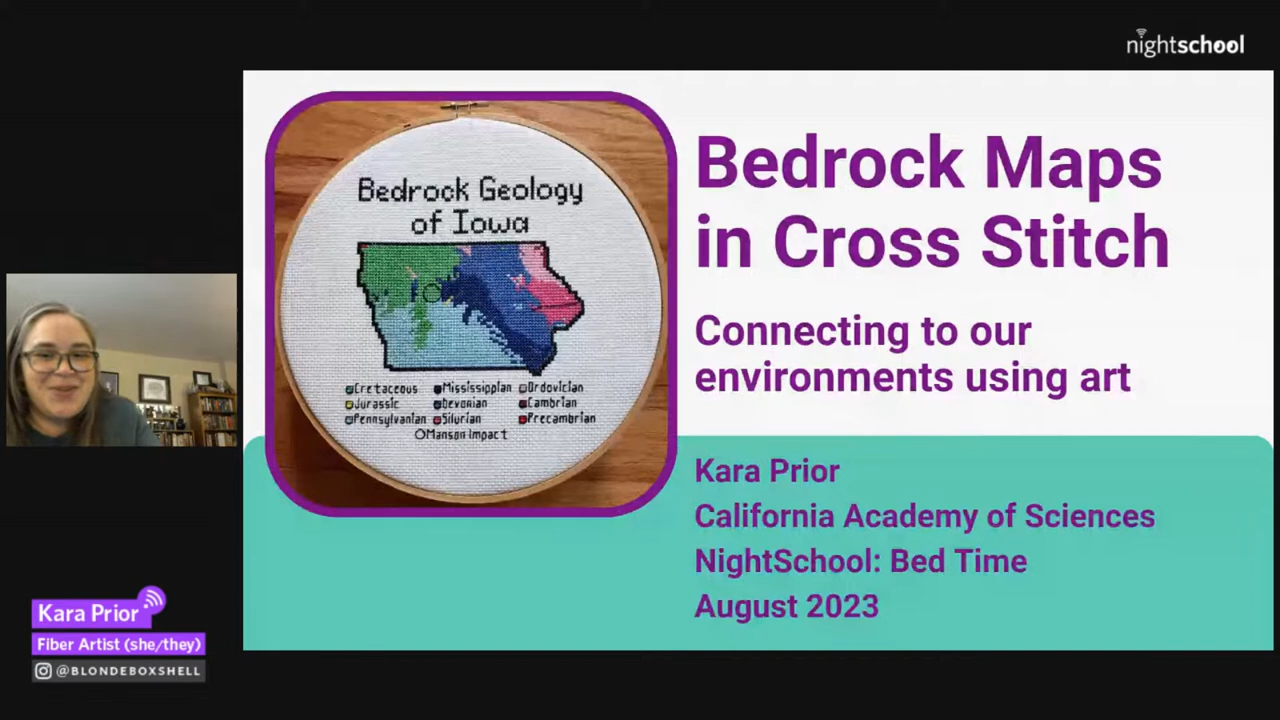 nightschool
Bedrock Maps
in Cross Stitch
Connecting to our
environments using art
Kara Prior
California Academy of Sciences
NightSchool: Bed Time
August 2023
Bedrock Geology
of Iowa
Cretaceous Mississippian Ordovician
Jurassic Devonian Cambrian
Pennsylvanian Silurian Precambrian
Manson Impact
Kara Prior
Fiber Artist (she/they)
@BLONDEBOXSHELL